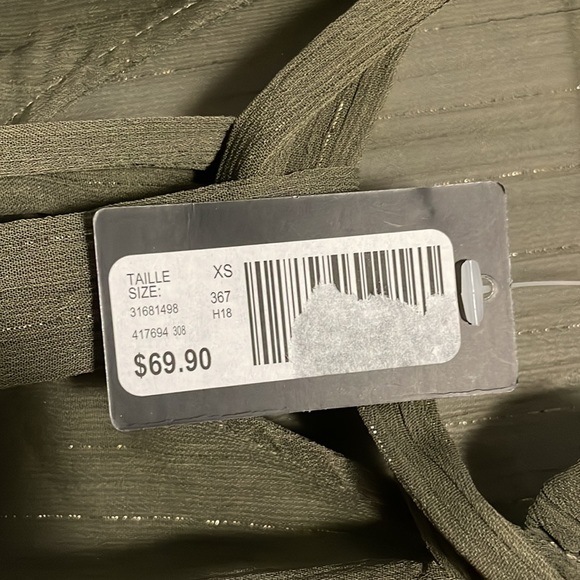 TAILLE XS
SIZE:
31681498 367
H18
417694 308
$69.90